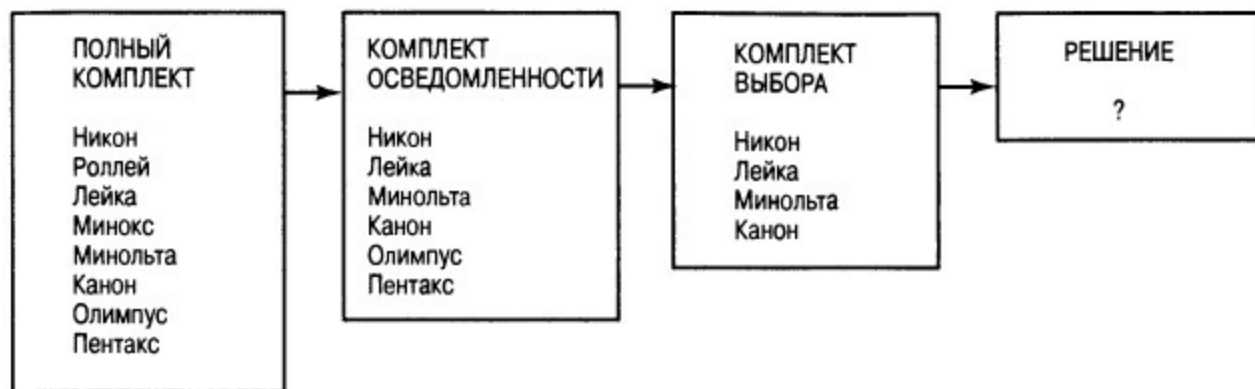 ПОЛНЫЙ
КОМПЛЕКТ
Никон
Роллей
Лейка
Минокс
Минольта
Канон
Олимпус
Пентакс
КОМПЛЕКТ
ОСВЕДОМЛЕННОСТИ
Никон
Лейка
Минольта
Канон
Олимпус
Пентакс
КОМПЛЕКТ
ВЫБОРА
Никон
Лейка
Минольта
Канон
РЕШЕНИЕ
?